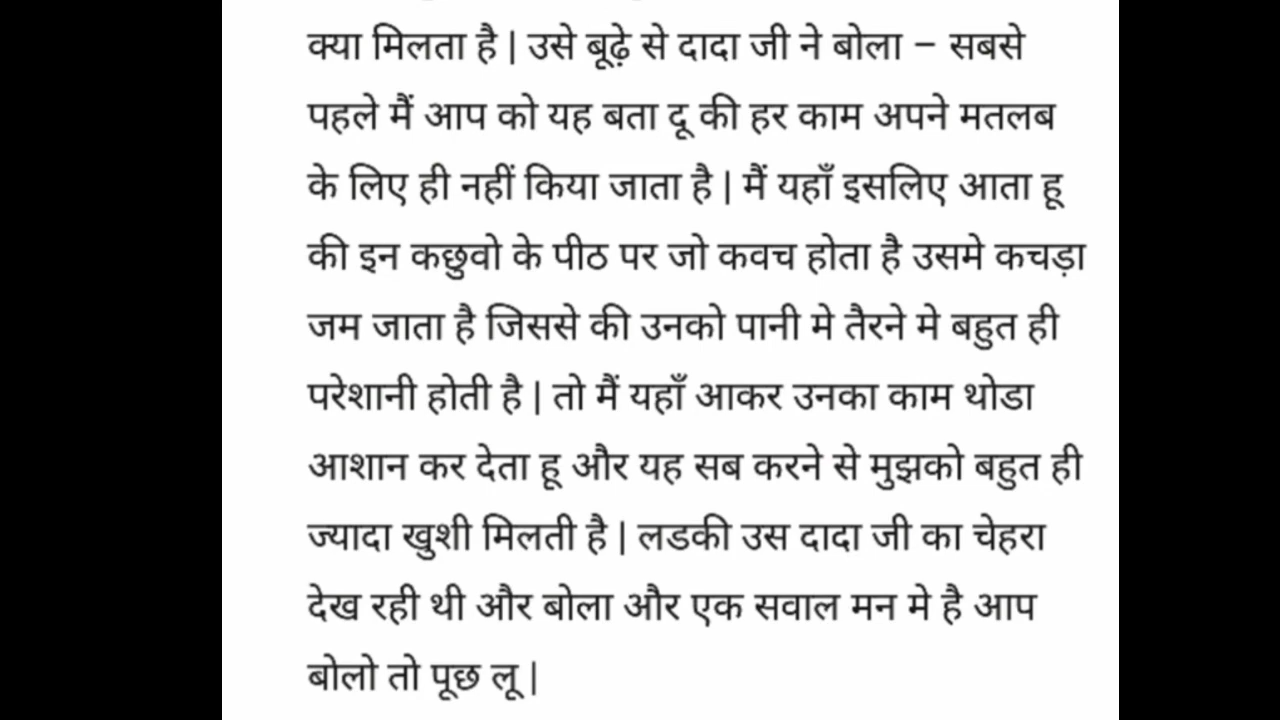 क्या मिलता है | उसे बूढ़े से दादा जी ने बोला – सबसे
पहले मैं आप को यह बता दू की हर काम अपने मतलब
के लिए ही नहीं किया जाता है | मैं यहाँ इसलिए आता हू
की इन कछुवो के पीठ पर जो कवच होता है उसमे कचड़ा
जम जाता है जिससे की उनको पानी मे तैरने मे बहुत ही
परेशानी होती है | तो मैं यहाँ आकर उनका काम थोडा
आशान कर देता हू और यह सब करने से मुझको बहुत ही
ज्यादा खुशी मिलती है | लडकी उस दादा जी का चेहरा
देख रही थी और बोला और एक सवाल मन मे है आप
बोलो तो पूछ लू |